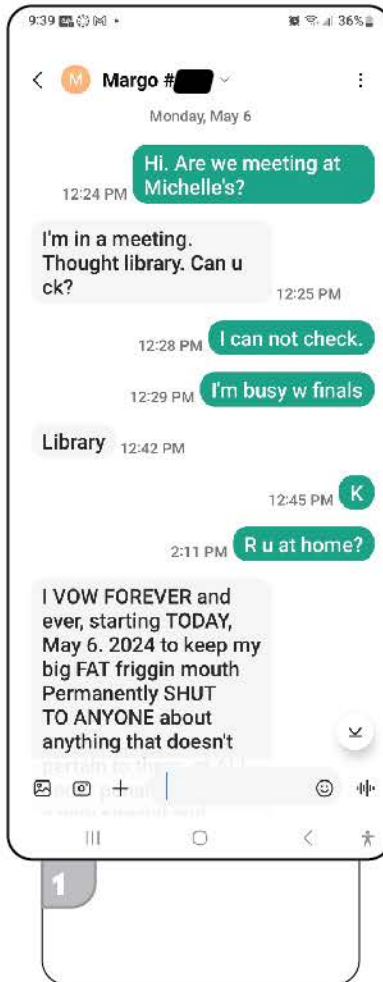 9:39
36%
M Margo #
Monday, May 6
Hi. Are we meeting at
Michelle's?
12:24 PM
I'm in a meeting.
Thought library. Can u
ck?
12:25 PM
12:28 PM I can not check.
12:29 PM I'm busy w finals
Library 12:42 PM
12:45 PM K
2:11 PM R u at home?
I VOW FOREVER and
ever, starting TODAY,
May 6. 2024 to keep my
big FAT friggin mouth
Permanently SHUT
TO ANYONE about
anything that doesn't
1